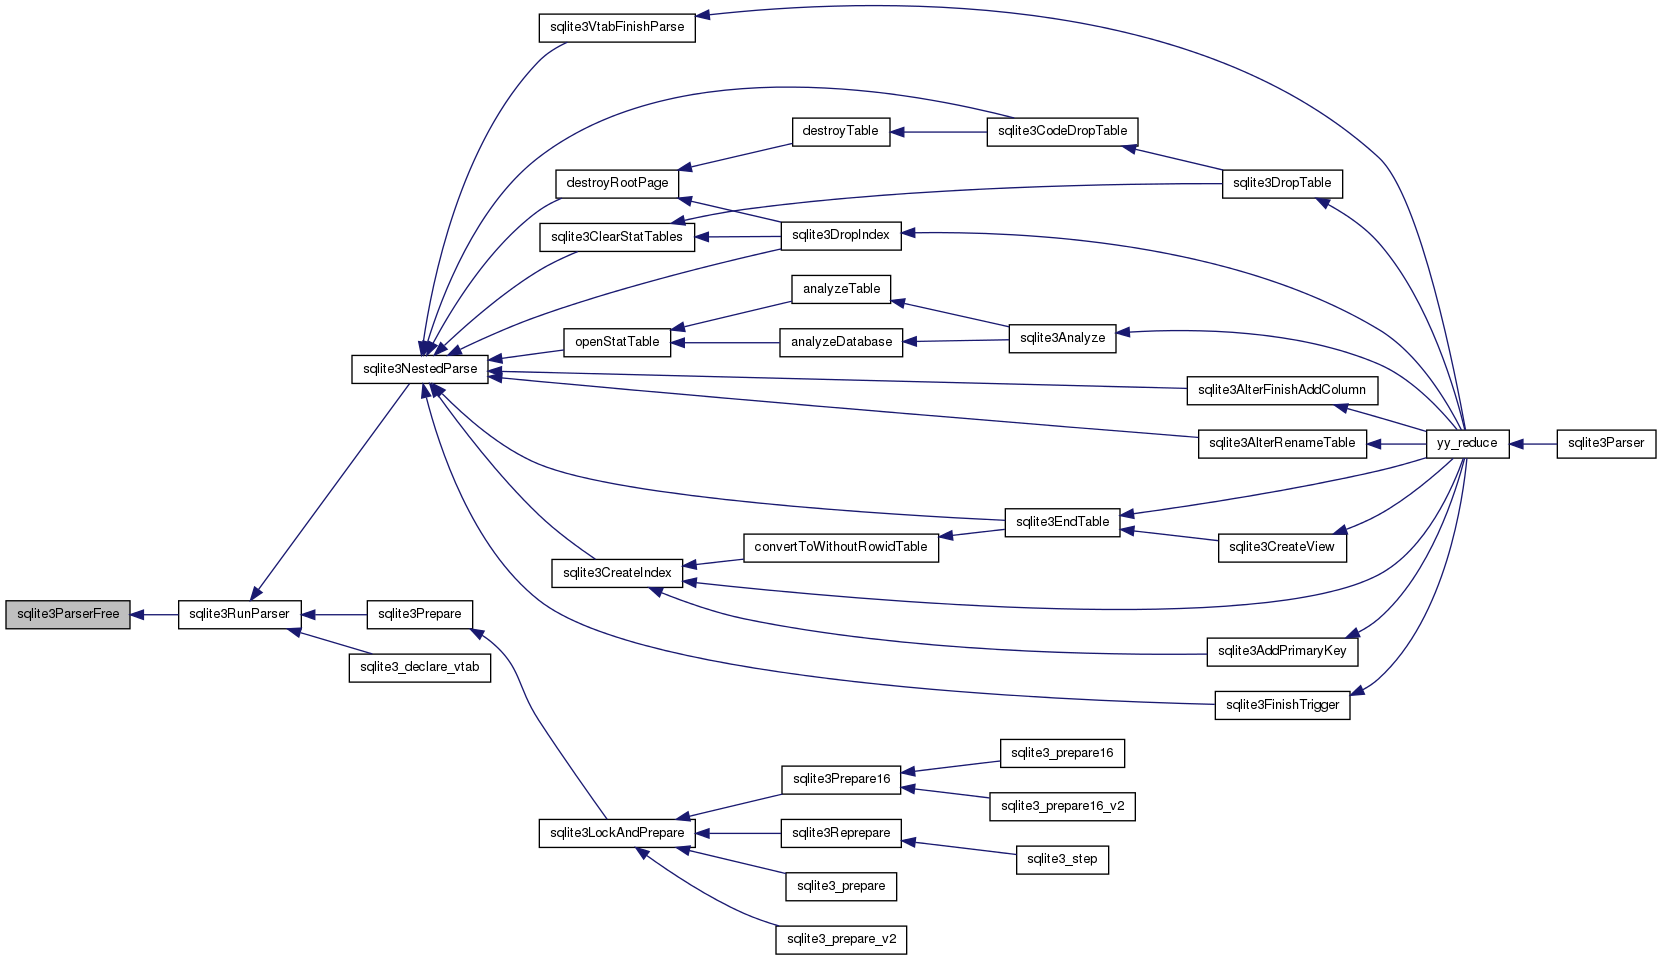 sqlite3VtabFinishParse
destroyTable
sqlite3CodeDropTable
destroyRootPage
sqlite3DropTable
sqlite3ClearStatTables
sqlite3DropIndex
analyzeTable
openStatTable
analyzeDatabase
sqlite3Analyze
sqlite3NestedParse
sqlite3AlterFinishAddColumn
sqlite3AlterRenameTable
yy_reduce
sqlite3Parser
sqlite3EndTable
convertToWithoutRowidTable
sqlite3CreateView
sqlite3CreateIndex
sqlite3ParserFree
sqlite3RunParser
sqlite3Prepare
sqlite3_declare_vtab
sqlite3AddPrimaryKey
sqlite3FinishTrigger
sqlite3_prepare16
sqlite3Prepare16
sqlite3_prepare16_v2
sqlite3LockAndPrepare
sqlite3Reprepare
sqlite3_step
sqlite3_prepare
sqlite3_prepare_v2